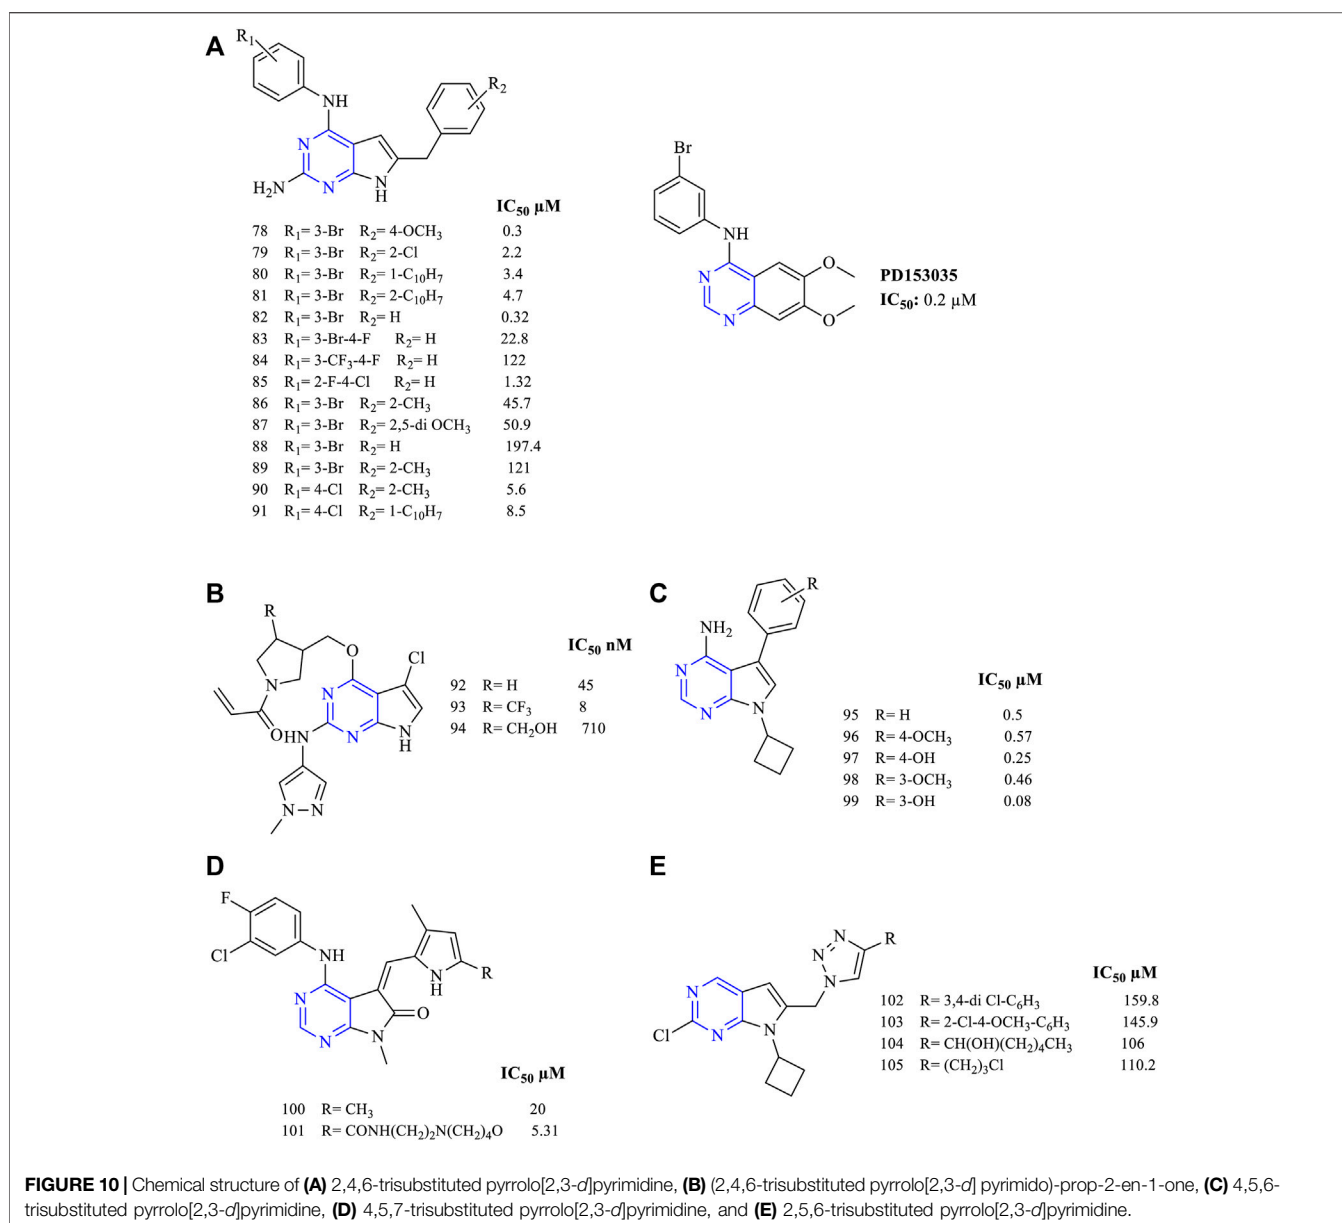 A
R1
NH
R2
N
N
H2N
N
H
IC50 µM
78 R1= 3-Br R2= 4-OCH3 0.3
79 R1= 3-Br R2= 2-Cl 2.2
80 R1= 3-Br R2= 1-C10H7 3.4
81 R1= 3-Br R2= 2-C10H7 4.7
82 R1= 3-Br R2= H 0.32
83 R1= 3-Br-4-F R2= H 22.8
84 R1= 3-CF3-4-F R2= H 122
85 R1= 2-F-4-Cl R2= H 1.32
86 R1= 3-Br R2= 2-CH3 45.7
87 R1= 3-Br R2= 2,5-di OCH3 50.9
88 R1= 3-Br R2= H 197.4
89 R1= 3-Br R2= 2-CH3 121
90 R1= 4-Cl R2= 2-CH3 5.6
91 R1= 4-Cl R2= 1-C10H7 8.5
Br
NH
N
N
O
O
PD153035
IC50: 0.2 µM
B
R
O
Cl
N
N
O
HN
N
N
H
N
N
IC50 nM
92 R= H 45
93 R= CF3 8
94 R= CH2OH 710
C
R
NH2
N
N
N
IC50 µM
95 R= H 0.5
96 R= 4-OCH3 0.57
97 R= 4-OH 0.25
98 R= 3-OCH3 0.46
99 R= 3-OH 0.08
D
F
Cl
NH
N
H
R
N
O
N
N
IC50 µM
100 R= CH3 20
101 R= CONH(CH2)2N(CH2)4O 5.31
E
N
R
N
N
N
Cl
N
N
IC50 µM
102 R= 3,4-di Cl-C6H3 159.8
103 R= 2-Cl-4-OCH3-C6H3 145.9
104 R= CH(OH)(CH2)4CH3 106
105 R= (CH2)3Cl 110.2
FIGURE 10 | Chemical structure of (A) 2,4,6-trisubstituted pyrrolo[2,3-d]pyrimidine, (B) (2,4,6-trisubstituted pyrrolo[2,3-d] pyrimido)-prop-2-en-1-one, (C) 4,5,6-
trisubstituted pyrrolo[2,3-d]pyrimidine, (D) 4,5,7-trisubstituted pyrrolo[2,3-d]pyrimidine, and (E) 2,5,6-trisubstituted pyrrolo[2,3-d]pyrimidine.